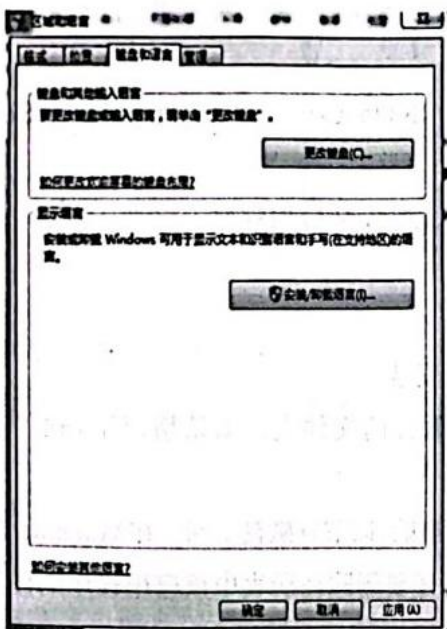 区域和语言
格式 位置 键盘和语言 管理
键盘和其他输入语言
要更改键盘或输入语言，请单击“更改键盘”。
更改键盘(C)...
如何更改欢迎屏幕的键盘布局?
显示语言
安装或卸载 Windows 可用于显示文本和识别语音和手写(在支持地区)的语
言。
安装/卸载语言(I)...
如何安装其他语言?
确定 取消 应用(A)